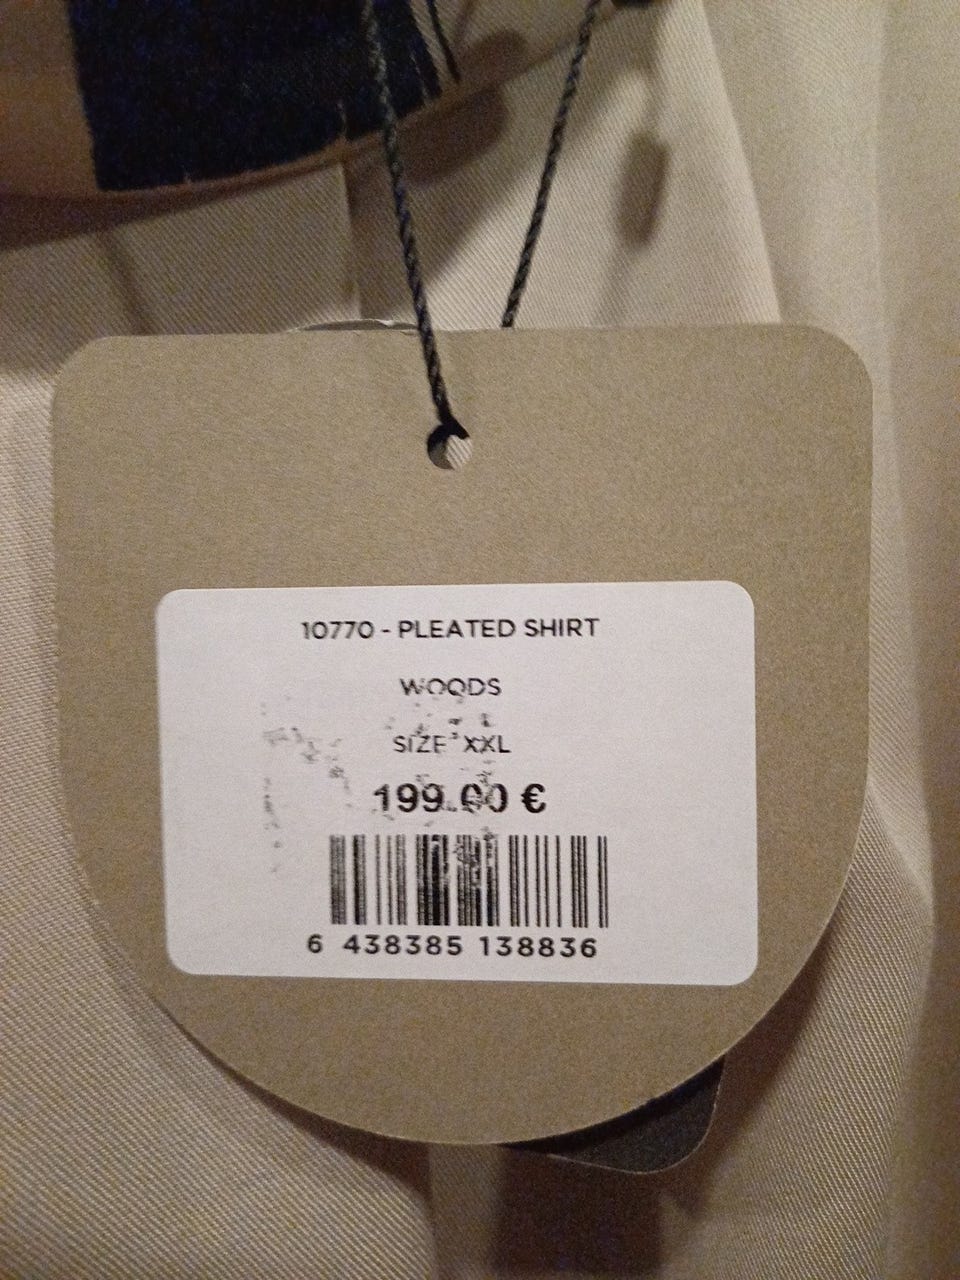 10770 - PLEATED SHIRT
WOODS
SIZE XXL
199.00 €
6 438385 138836